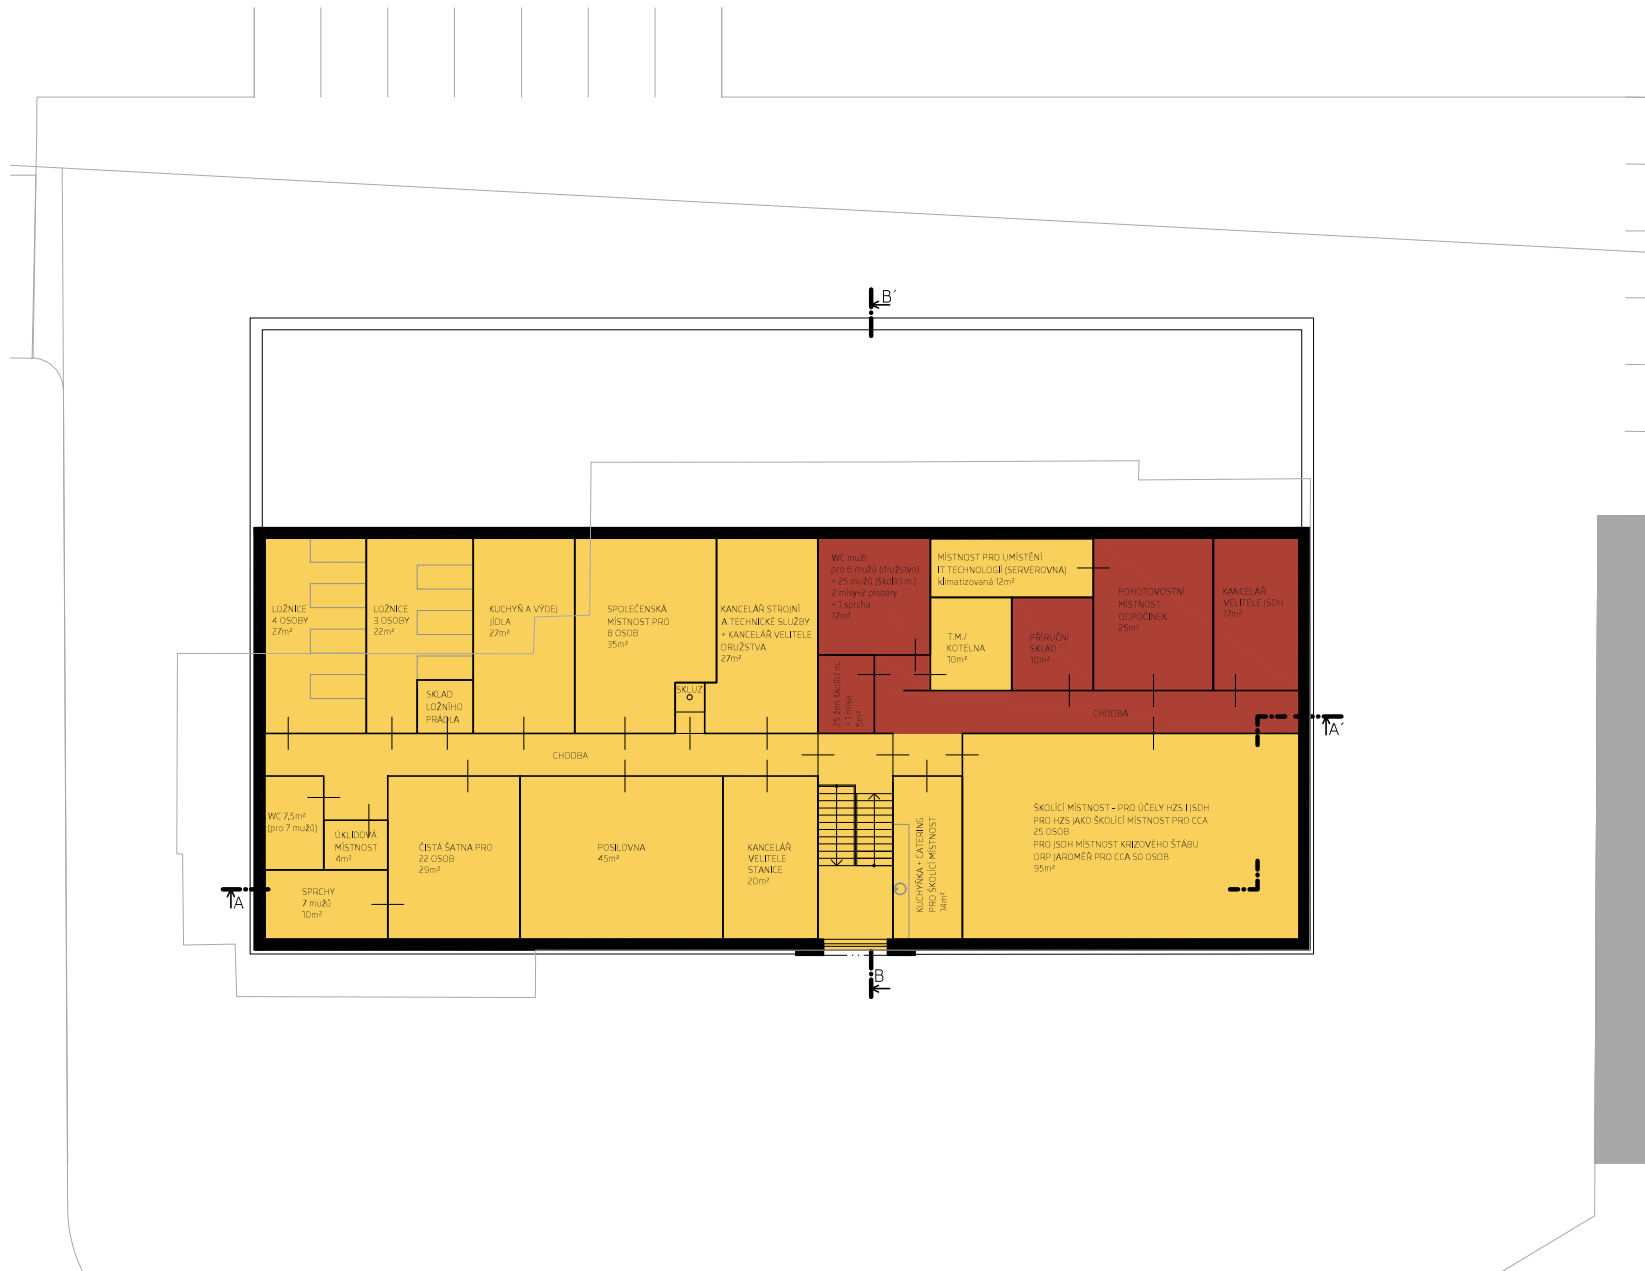 B´
LOŽNICE
4 OSOBY
27m²
LOŽNICE
3 OSOBY
22m²
KUCHYŇ A VÝDEJ
JÍDLA
27m²
SPOLEČENSKÁ
MÍSTNOST PRO
8 OSOB
35m²
KANCELÁŘ STROJNÍ
A TECHNICKÉ SLUŽBY
+ KANCELÁŘ VELITELE
DRUŽSTVA
27m²
WC muži
pro 6 mužů (družstvo)
+ 25 mužů (školící m.)
2 mísy+2 pisoáry
+ 1 sprcha
17m²
MÍSTNOST PRO UMÍSTĚNÍ
IT TECHNOLOGIÍ (SERVEROVNA)
klimatizovaná 12m²
T.M./
KOTELNA
10m²
PŘÍRUČNÍ
SKLAD
10m²
POHOTOVOSTNÍ
MÍSTNOST
ODPOČINEK
25m²
KANCELÁŘ
VELITELE JSDH
17m²
SKLAD
LOŽNÍHO
PRÁDLA
SKLUZ
25 žen školící m.
= 1 mísa
5m²
CHODBA
A´
CHODBA
WC 7,5m²
(pro 7 mužů)
ÚKLIDOVÁ
MÍSTNOST
4m²
SPRCHY
7 mužů
10m²
ČISTÁ ŠATNA PRO
22 OSOB
29m²
POSILOVNA
45m²
KANCELÁŘ
VELITELE
STANICE
20m²
KUCHYŇKA + CATERING
PRO ŠKOLÍCÍ MÍSTNOST
14m²
ŠKOLÍCÍ MÍSTNOST - PRO ÚČELY HZS I JSDH
PRO HZS JAKO ŠKOLÍCÍ MÍSTNOST PRO CCA
25 OSOB
PRO JSDH MÍSTNOST KRIZOVÉHO ŠTÁBU
ORP JAROMĚŘ PRO CCA 50 OSOB
95m²
A
B